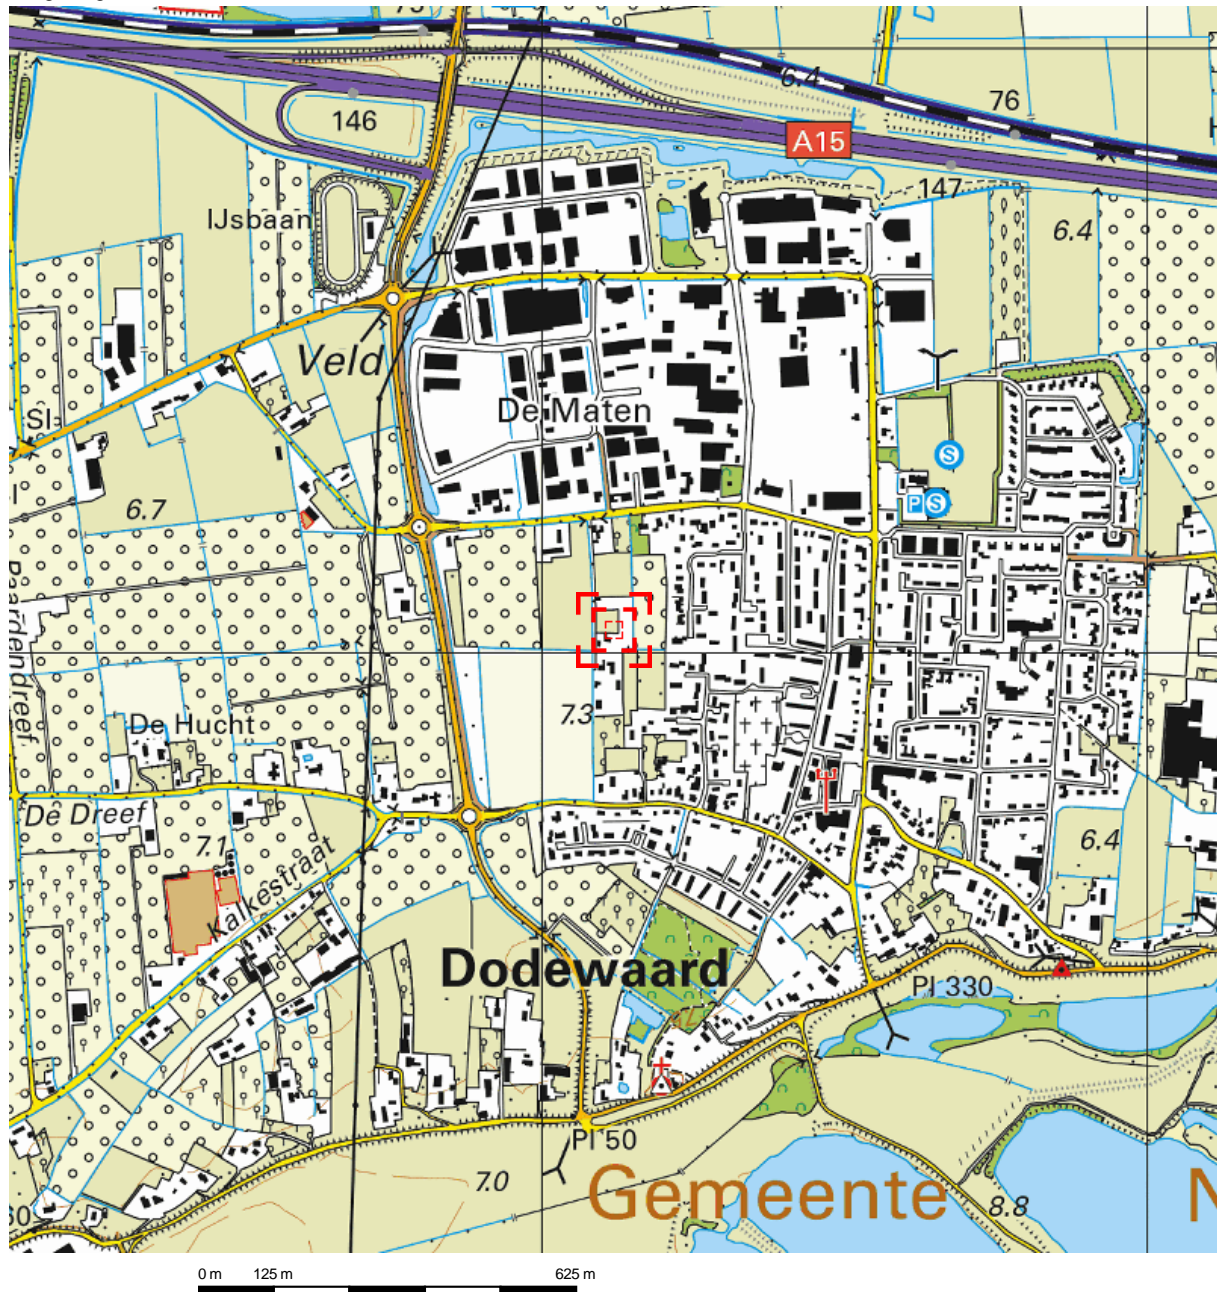 6.4
76
146
A15
147
IJsbaan
6.4
Veld
De Maten
S
6.7
P S
7.3
De Hucht
Paardendreef
De Dreef
7.1
Kalkestraat
6.4
Dodewaard
Pl 330
Pl 50
7.0
Gemeente
8.8
N
0 m 125 m 625 m